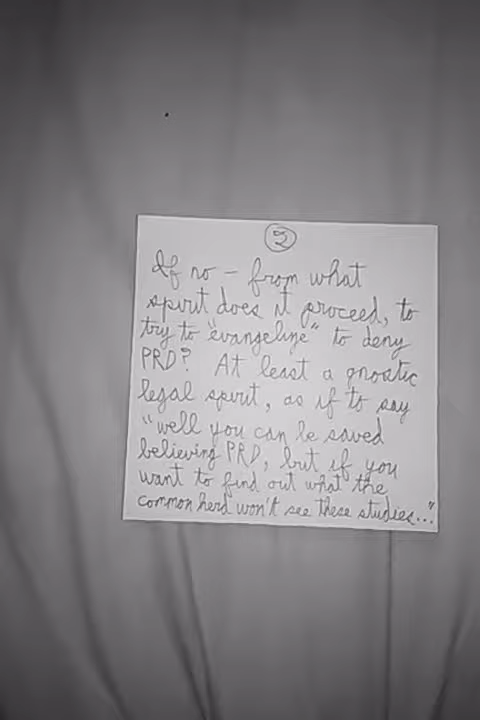 2
If no – from what
spirit does it proceed, to
try to "evangelize" to deny
PRD? At least a gnostic
legal spirit, as if to say
"well you can be saved
believing PRD, but if you
want to find out what the
common herd won't see these studies..."